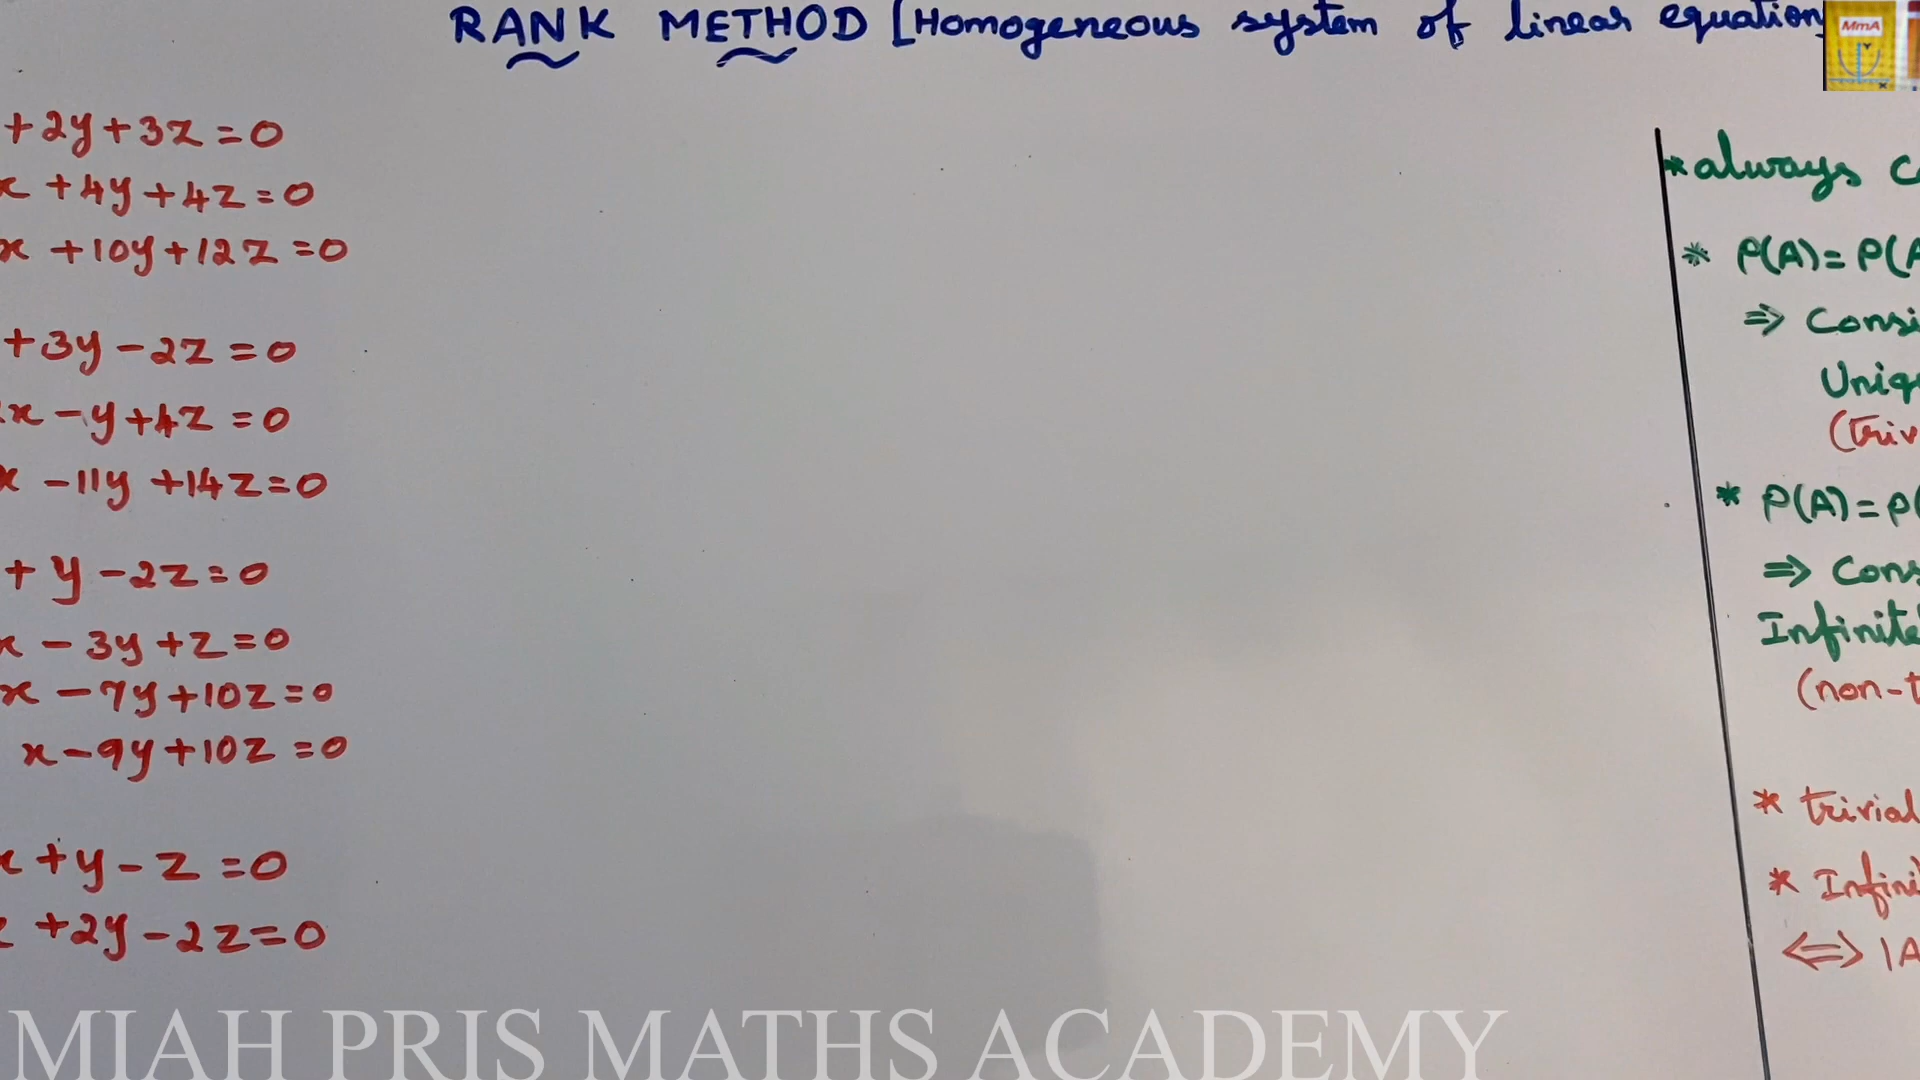 RANK METHOD [Homogeneous system of linear equation
MmA
+2y+3z=0
x +4y+4z=0
x +10y+12z=0
+3y-2z=0
x-y+4z=0
x -11y+14z=0
+y-2z=0
x-3y+z=0
x-7y+10z=0
x-9y+10z=0
x+y-z=0
+2y-2z=0
*always c
* ρ(A)=ρ(A
⇒ Consi
Uniq
(triv
* ρ(A)=ρ(
⇒ Cons
Infinite
(non-t
* trivial
* Infini
⇔ |A
MIAH PRIS MATHS ACADEMY